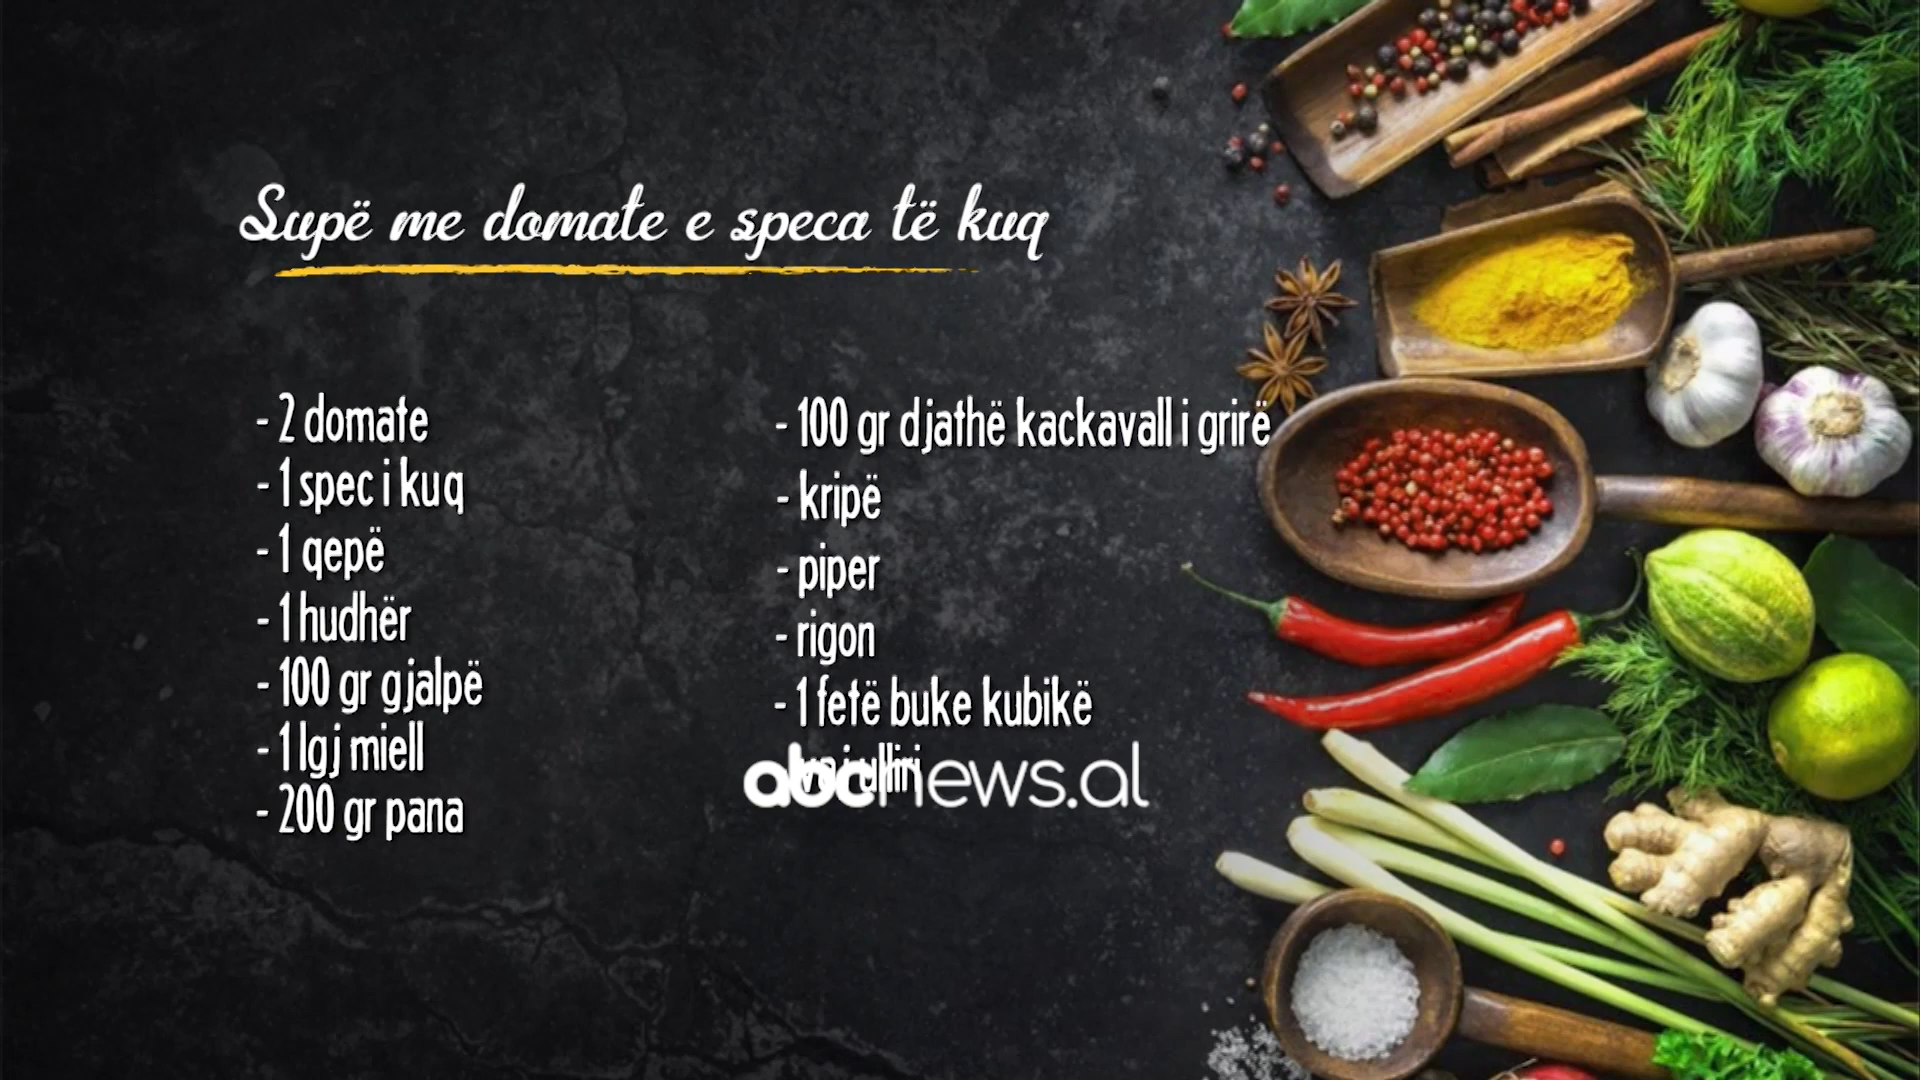 Supë me domate e speca të kuq
- 2 domate
- 1 spec i kuq
- 1 qepë
- 1 hudhër
- 100 gr gjalpë
- 1 lgj miell
- 200 gr pana
- 100 gr djathë kackavall i grirë
- kripë
- piper
- rigon
- 1 fetë buke kubikë
vaj ulliri
abcnews.al